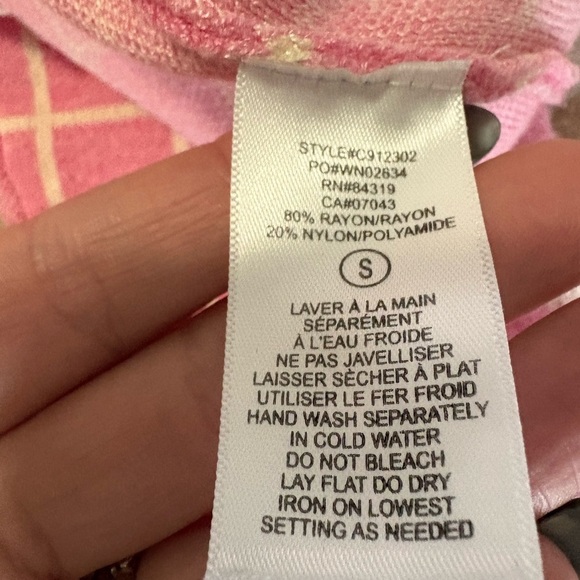 STYLE#C912302
PO#WN02634
RN#84319
CA#07043
80% RAYON/RAYON
20% NYLON/POLYAMIDE
S
LAVER À LA MAIN
SÉPARÉMENT
À L'EAU FROIDE
NE PAS JAVELLISER
LAISSER SÈCHER À PLAT
UTILISER LE FER FROID
HAND WASH SEPARATELY
IN COLD WATER
DO NOT BLEACH
LAY FLAT DO DRY
IRON ON LOWEST
SETTING AS NEEDED